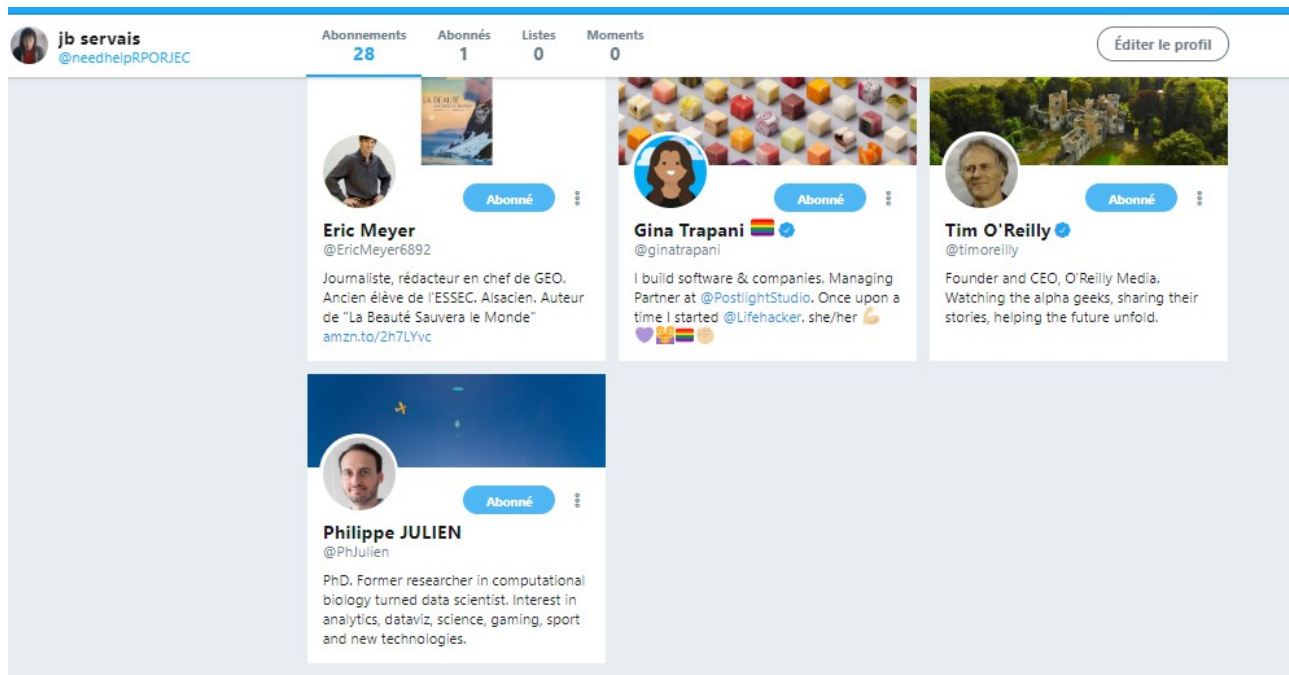 jb servais
@needhelpRPORJEC
Abonnements
28
Abonnés
1
Listes
0
Moments
0
Éditer le profil
LA BEAUTÉ
SAUVERA LE MONDE
Abonné
Eric Meyer
@EricMeyer6892
Journaliste, rédacteur en chef de GEO.
Ancien élève de l'ESSEC. Alsacien. Auteur
de "La Beauté Sauvera le Monde"
amzn.to/2h7LYvc
Abonné
Gina Trapani
@ginatrapani
I build software & companies. Managing
Partner at @PostlightStudio. Once upon a
time I started @Lifehacker. she/her
Abonné
Tim O'Reilly
@timoreilly
Founder and CEO, O'Reilly Media.
Watching the alpha geeks, sharing their
stories, helping the future unfold.
Abonné
Philippe JULIEN
@PhJulien
PhD. Former researcher in computational
biology turned data scientist. Interest in
analytics, dataviz, science, gaming, sport
and new technologies.